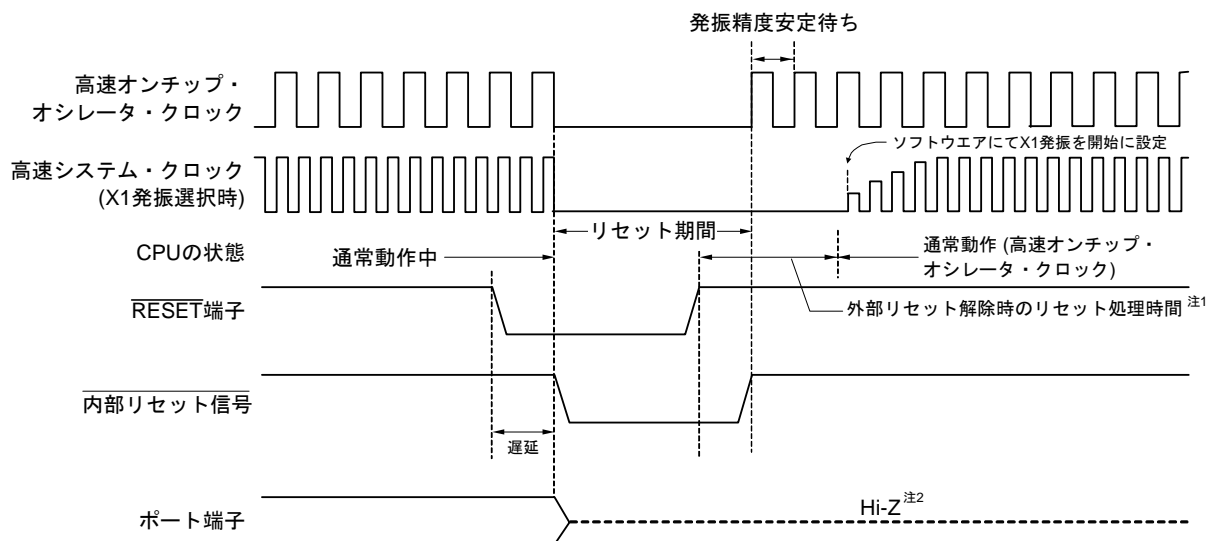 発振精度安定待ち
高速オンチップ・
オシレータ・クロック
ソフトウエアにてX1発振を開始に設定
高速システム・クロック
(X1発振選択時)
リセット期間
CPUの状態
通常動作中
通常動作 (高速オンチップ・
オシレータ・クロック)
RESET端子
外部リセット解除時のリセット処理時間 注1
内部リセット信号
遅延
Hi-Z 注2
ポート端子